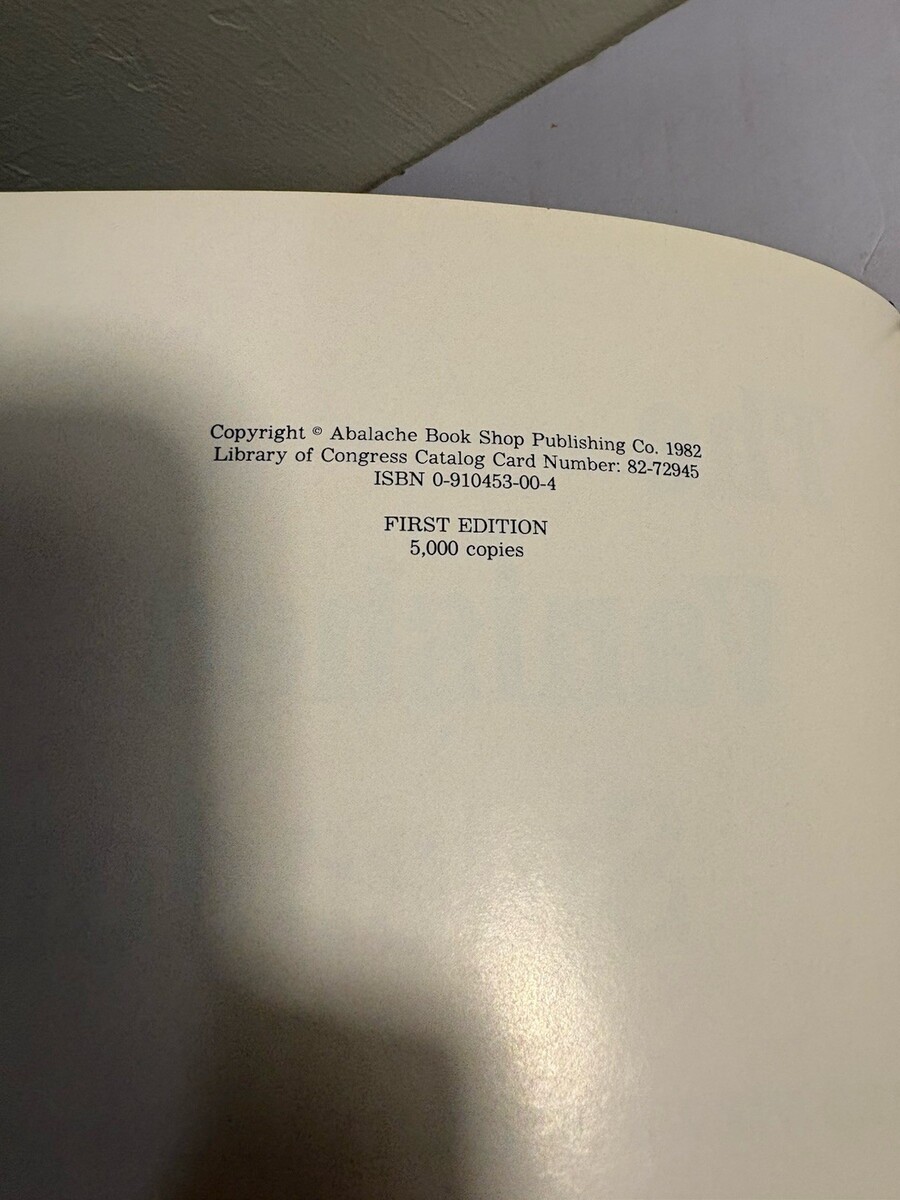 Copyright © Abalache Book Shop Publishing Co. 1982
Library of Congress Catalog Card Number: 82-72945
ISBN 0-910453-00-4
FIRST EDITION
5,000 copies